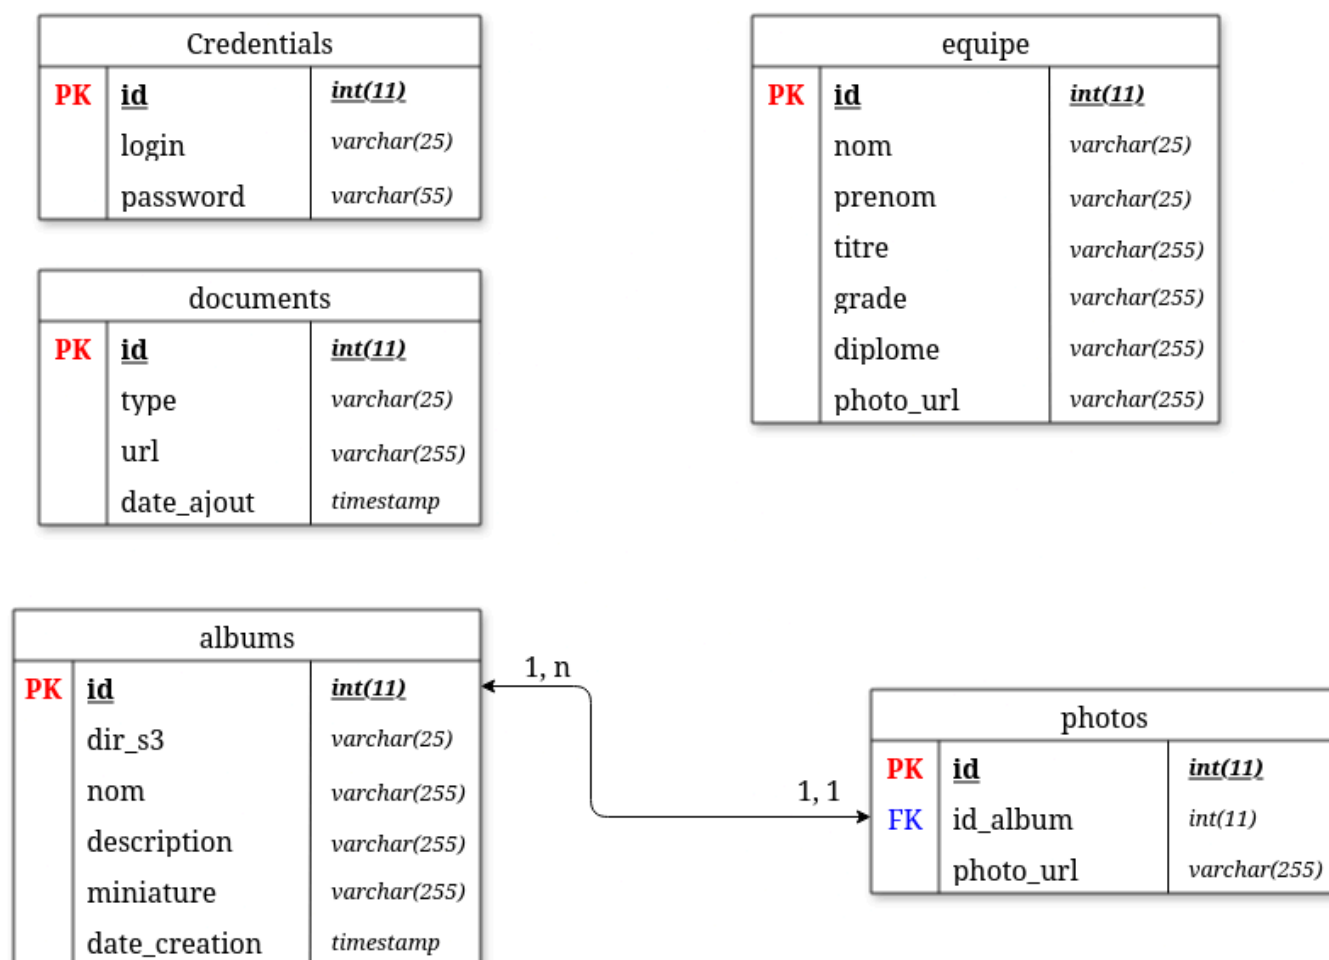 Credentials
PK id int(11)
login varchar(25)
password varchar(55)
equipe
PK id int(11)
nom varchar(25)
prenom varchar(25)
titre varchar(255)
grade varchar(255)
diplome varchar(255)
photo_url varchar(255)
documents
PK id int(11)
type varchar(25)
url varchar(255)
date_ajout timestamp
albums
PK id int(11)
dir_s3 varchar(25)
nom varchar(255)
description varchar(255)
miniature varchar(255)
date_creation timestamp
1, n
1, 1
photos
PK id int(11)
FK id_album int(11)
photo_url varchar(255)